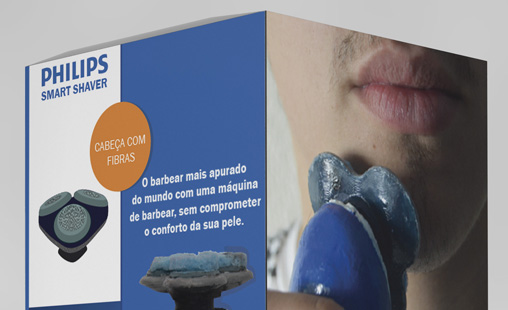 PHILIPS
SMART SHAVER
CABEÇA COM
FIBRAS
O barbear mais apurado
do mundo com uma máquina
de barbear, sem comprometer
o conforto da sua pele.